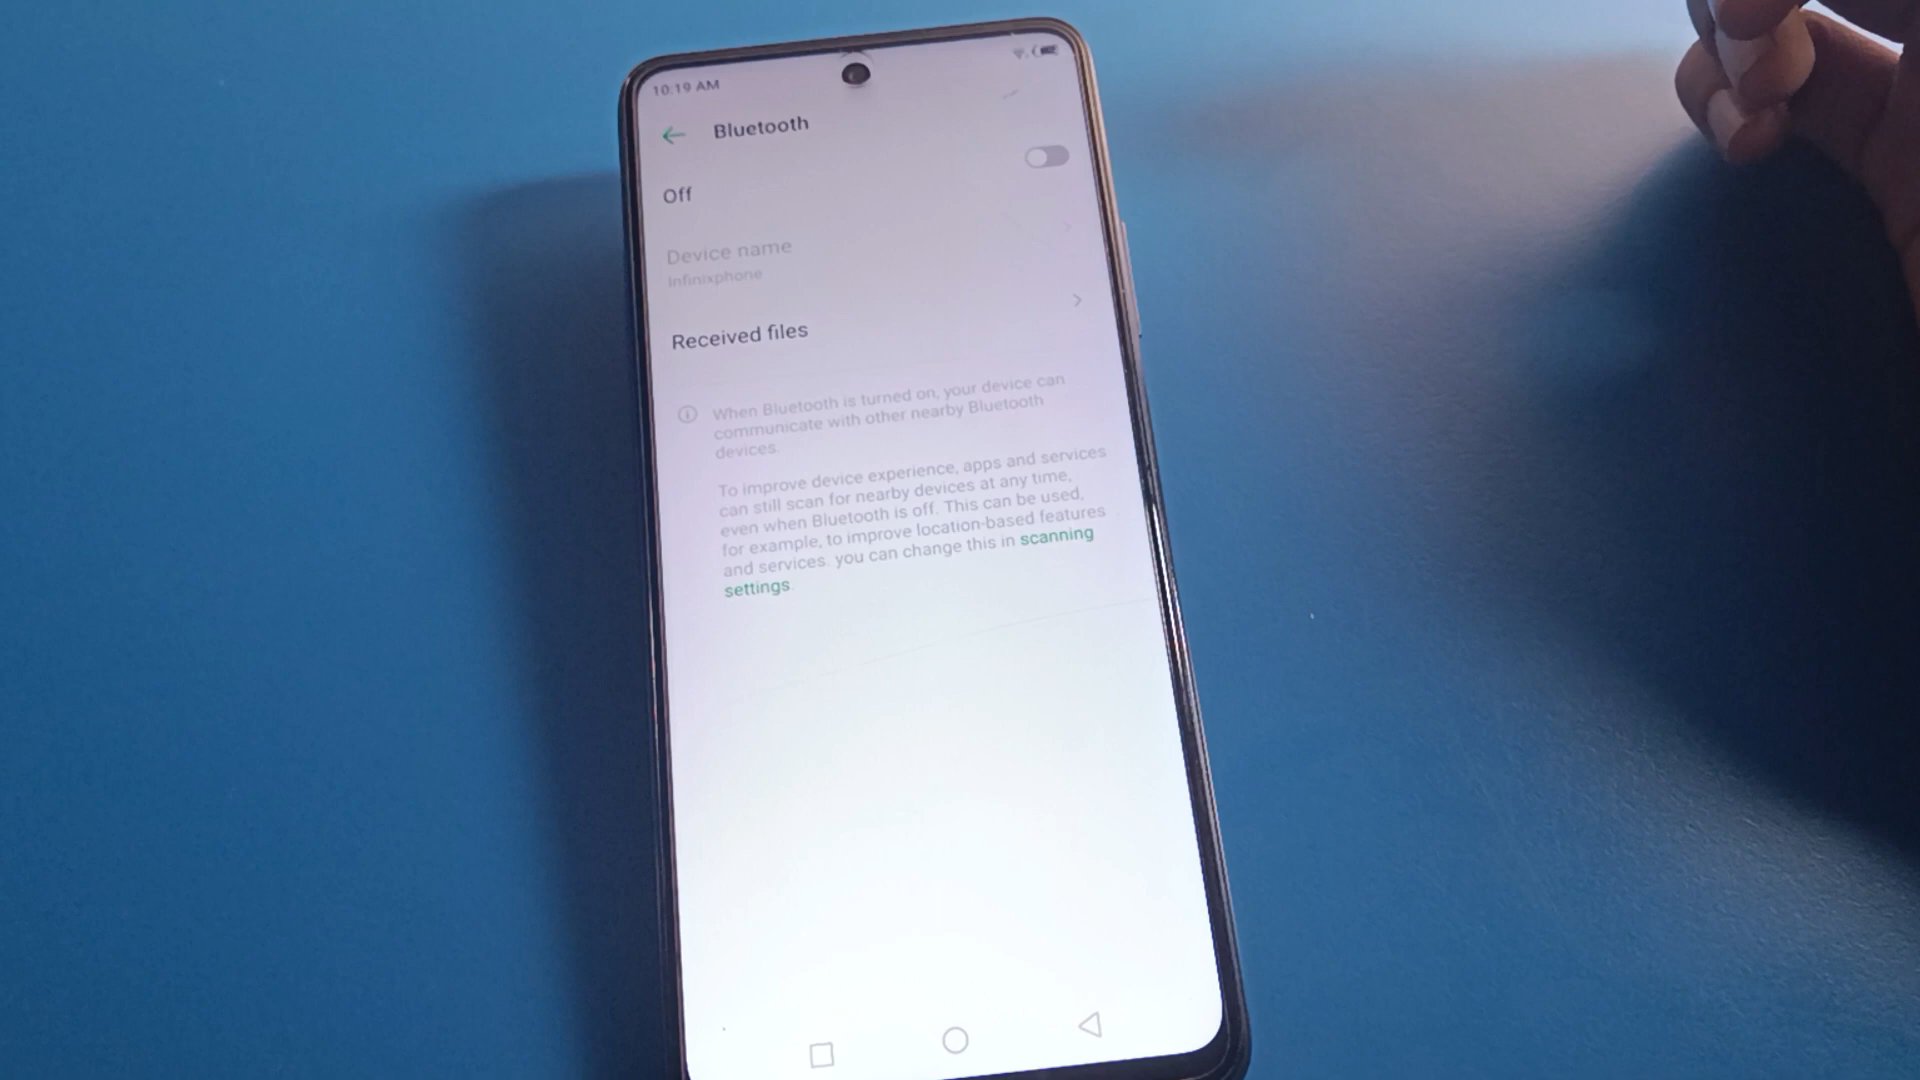 10:19 AM
Bluetooth
Off
Device name
Infinixphone
Received files
When Bluetooth is turned on, your device can
communicate with other nearby Bluetooth
devices.
To improve device experience, apps and services
can still scan for nearby devices at any time,
even when Bluetooth is off. This can be used,
for example, to improve location-based features
and services. you can change this in scanning
settings.